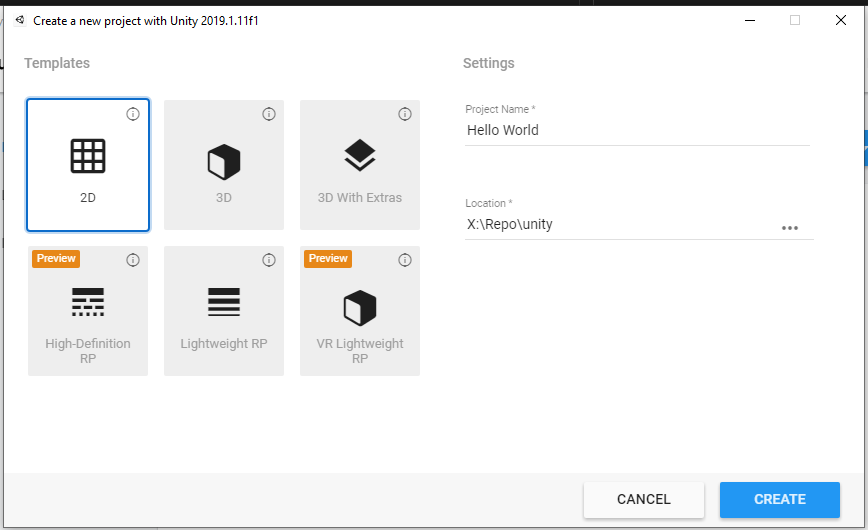 Create a new project with Unity 2019.1.11f1
Templates
Settings
2D
3D
3D With Extras
Preview
High-Definition
RP
Lightweight RP
Preview
VR Lightweight
RP
Project Name *
Hello World
Location *
X:\Repo\unity
CANCEL
CREATE